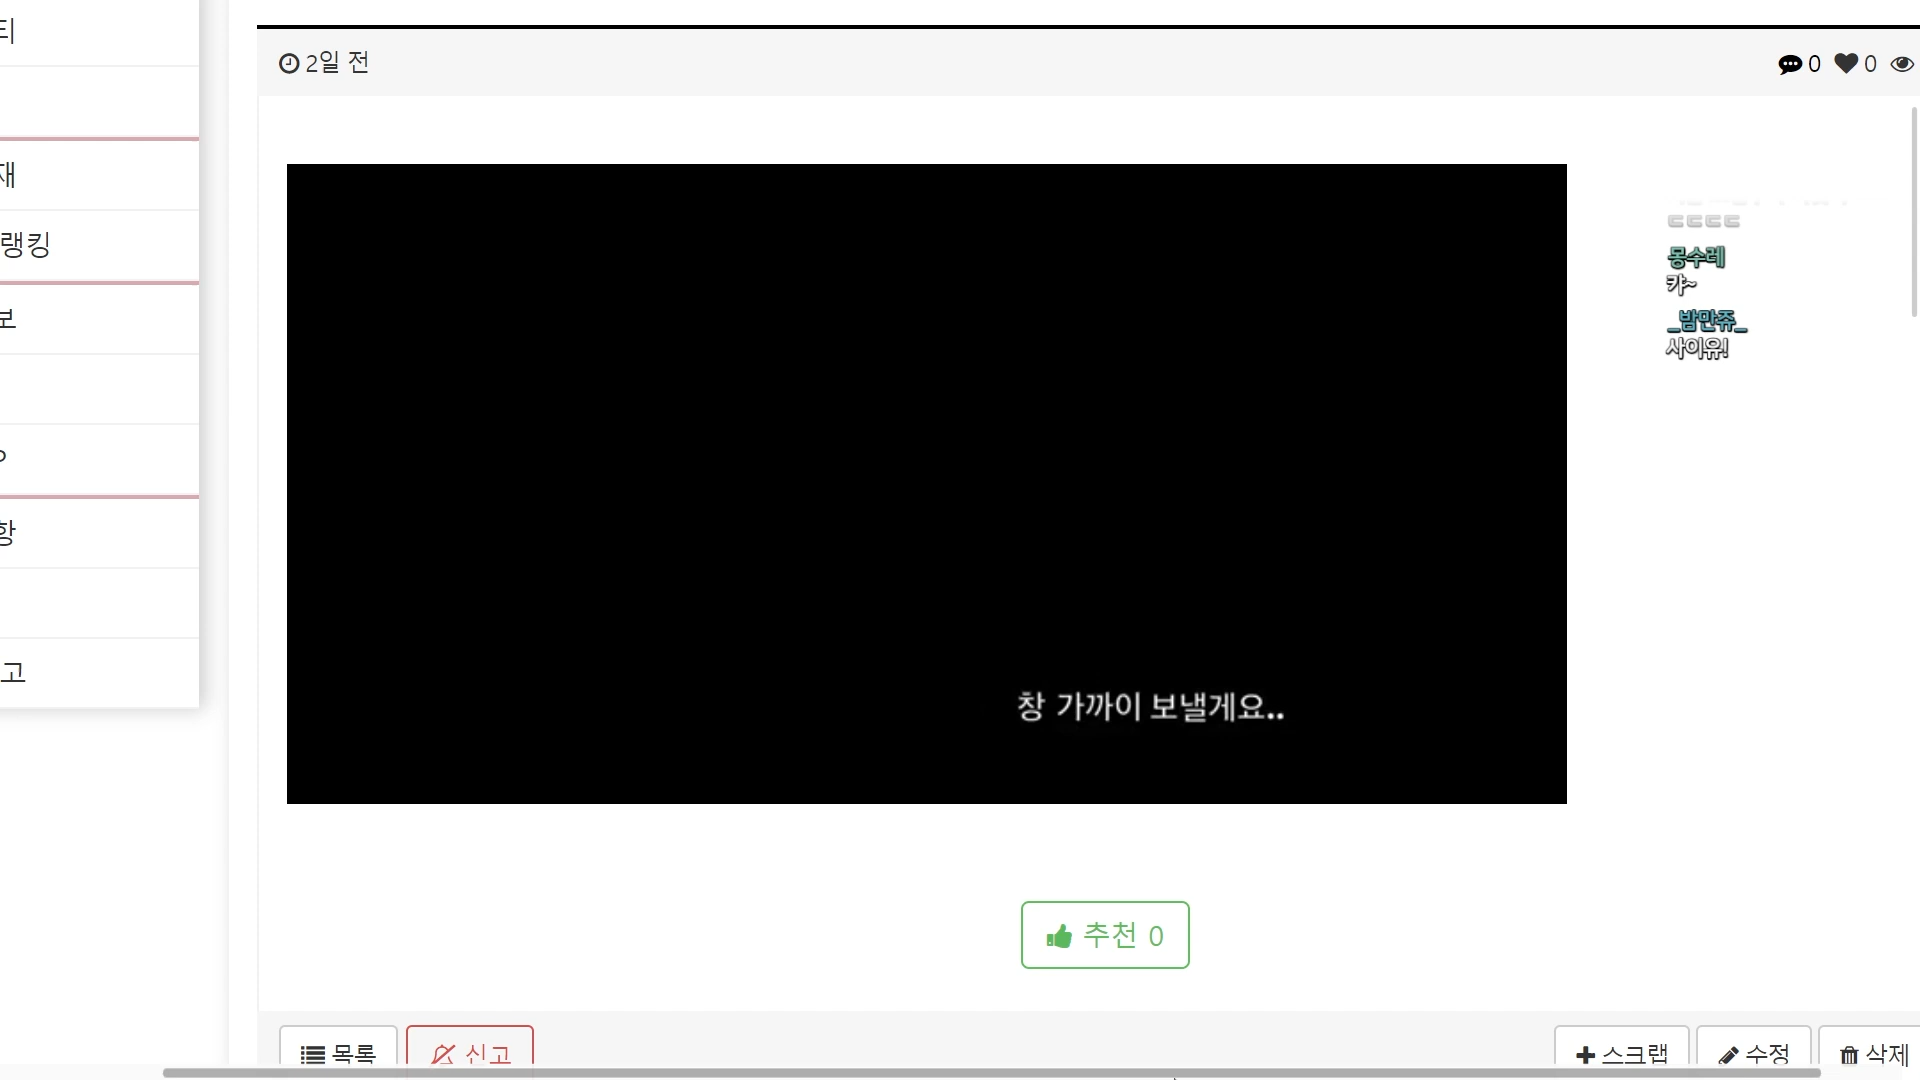 티
2일 전
0
0
재
랭킹
ㄷㄷㄷㄷ
몽수레
캬~
_밤만쥬_
사이유!
보
항
고
창 가까이 보낼게요..
추천 0
목록
신고
스크랩
수정
삭제